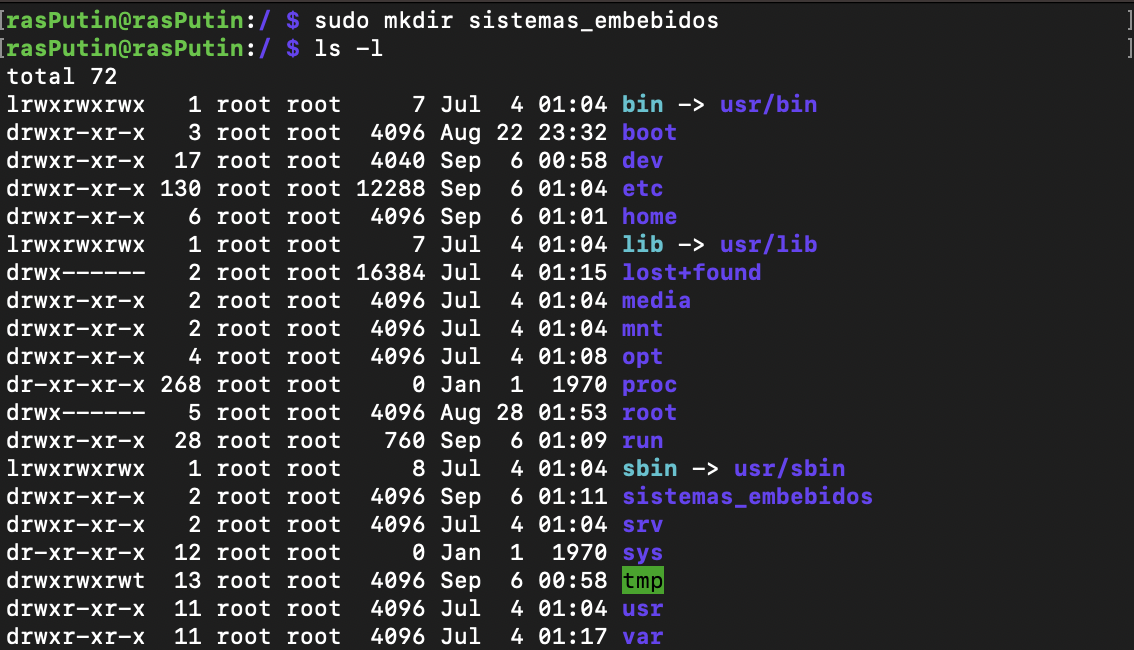 [rasPutin@rasPutin:/ $ sudo mkdir sistemas_embebidos ]
[rasPutin@rasPutin:/ $ ls -l ]
total 72
lrwxrwxrwx   1 root root     7 Jul  4 01:04 bin -> usr/bin
drwxr-xr-x   3 root root  4096 Aug 22 23:32 boot
drwxr-xr-x  17 root root  4040 Sep  6 00:58 dev
drwxr-xr-x 130 root root 12288 Sep  6 01:04 etc
drwxr-xr-x   6 root root  4096 Sep  6 01:01 home
lrwxrwxrwx   1 root root     7 Jul  4 01:04 lib -> usr/lib
drwx------   2 root root 16384 Jul  4 01:15 lost+found
drwxr-xr-x   2 root root  4096 Jul  4 01:04 media
drwxr-xr-x   2 root root  4096 Jul  4 01:04 mnt
drwxr-xr-x   4 root root  4096 Jul  4 01:08 opt
dr-xr-xr-x 268 root root     0 Jan  1  1970 proc
drwx------   5 root root  4096 Aug 28 01:53 root
drwxr-xr-x  28 root root   760 Sep  6 01:09 run
lrwxrwxrwx   1 root root     8 Jul  4 01:04 sbin -> usr/sbin
drwxr-xr-x   2 root root  4096 Sep  6 01:11 sistemas_embebidos
drwxr-xr-x   2 root root  4096 Jul  4 01:04 srv
dr-xr-xr-x  12 root root     0 Jan  1  1970 sys
drwxrwxrwt  13 root root  4096 Sep  6 00:58 tmp
drwxr-xr-x  11 root root  4096 Jul  4 01:04 usr
drwxr-xr-x  11 root root  4096 Jul  4 01:17 var